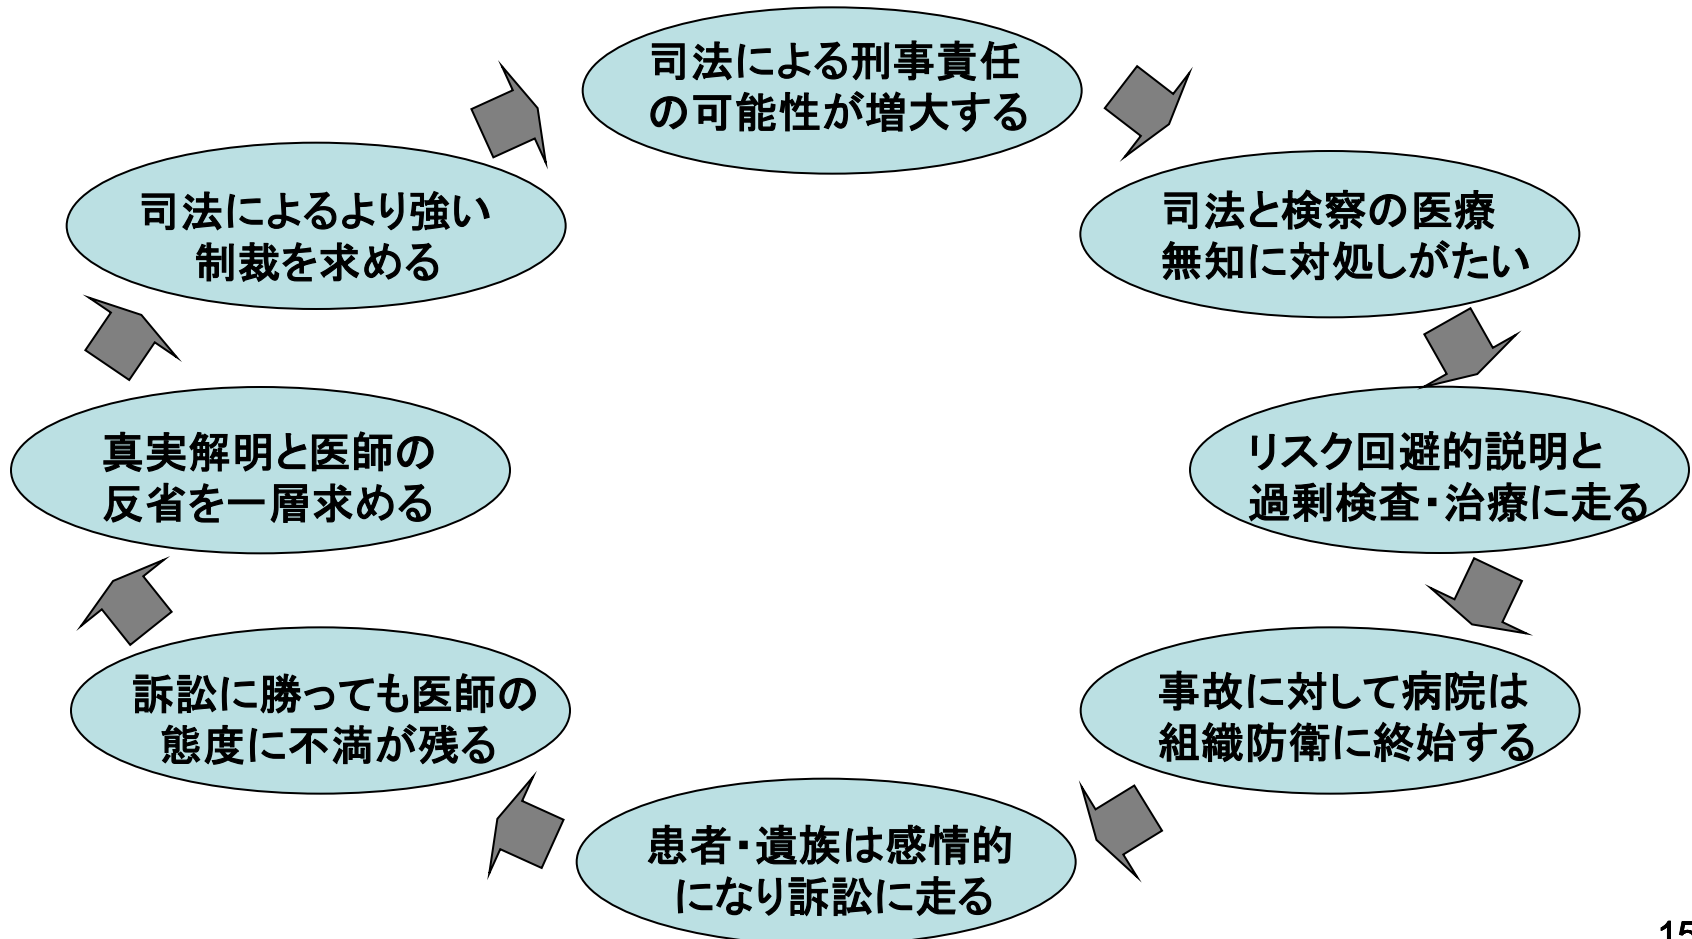 司法による刑事責任
の可能性が増大する
司法と検察の医療
無知に対処しがたい
リスク回避的説明と
過剰検査・治療に走る
事故に対して病院は
組織防衛に終始する
患者・遺族は感情的
になり訴訟に走る
訴訟に勝っても医師の
態度に不満が残る
真実解明と医師の
反省を一層求める
司法によるより強い
制裁を求める
15